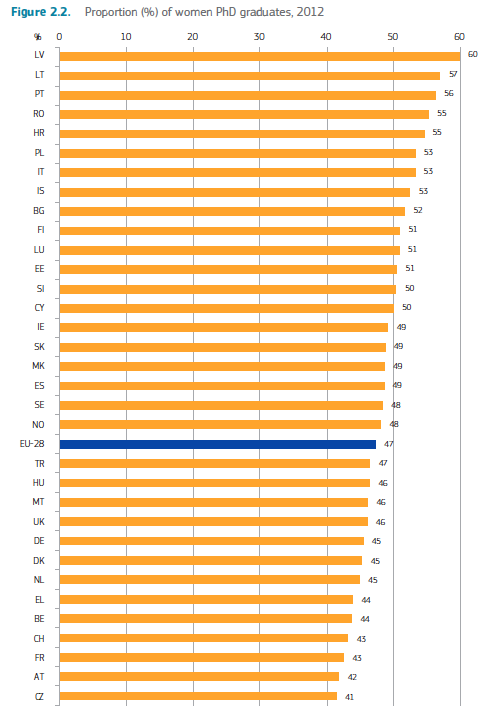 Figure 2.2. Proportion (%) of women PhD graduates, 2012
% 0 10 20 30 40 50 60
LV 60
LT 57
PT 56
RO 55
HR 55
PL 53
IT 53
IS 53
BG 52
FI 51
LU 51
EE 51
SI 50
CY 50
IE 49
SK 49
MK 49
ES 49
SE 48
NO 48
EU-28 47
TR 47
HU 46
MT 46
UK 46
DE 45
DK 45
NL 45
EL 44
BE 44
CH 43
FR 43
AT 42
CZ 41